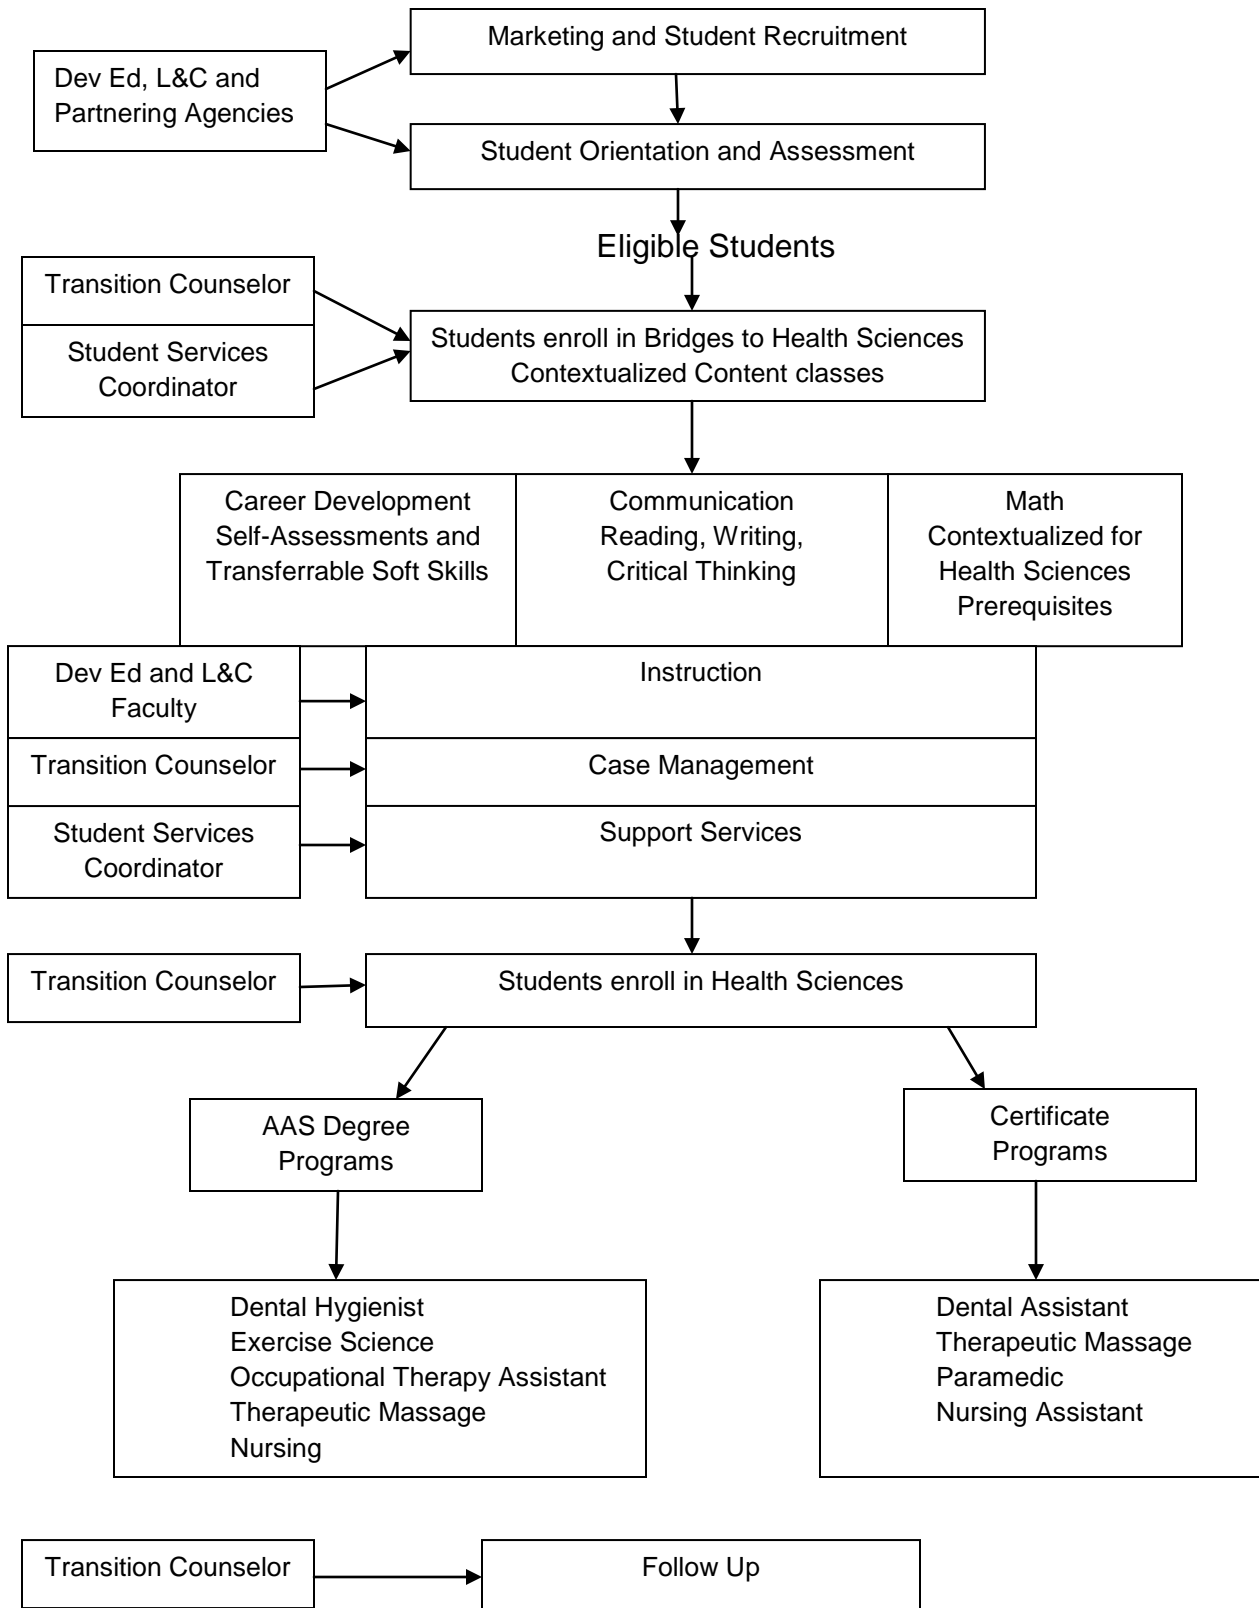 Marketing and Student Recruitment
Dev Ed, L&C and
Partnering Agencies
Student Orientation and Assessment
Eligible Students
Transition Counselor
Student Services
Coordinator
Students enroll in Bridges to Health Sciences
Contextualized Content classes
Career Development
Self-Assessments and
Transferrable Soft Skills
Communication
Reading, Writing,
Critical Thinking
Math
Contextualized for
Health Sciences
Prerequisites
Dev Ed and L&C
Faculty
Instruction
Transition Counselor
Case Management
Student Services
Coordinator
Support Services
Transition Counselor
Students enroll in Health Sciences
AAS Degree
Programs
Certificate
Programs
Dental Hygienist
Exercise Science
Occupational Therapy Assistant
Therapeutic Massage
Nursing
Dental Assistant
Therapeutic Massage
Paramedic
Nursing Assistant
Transition Counselor
Follow Up